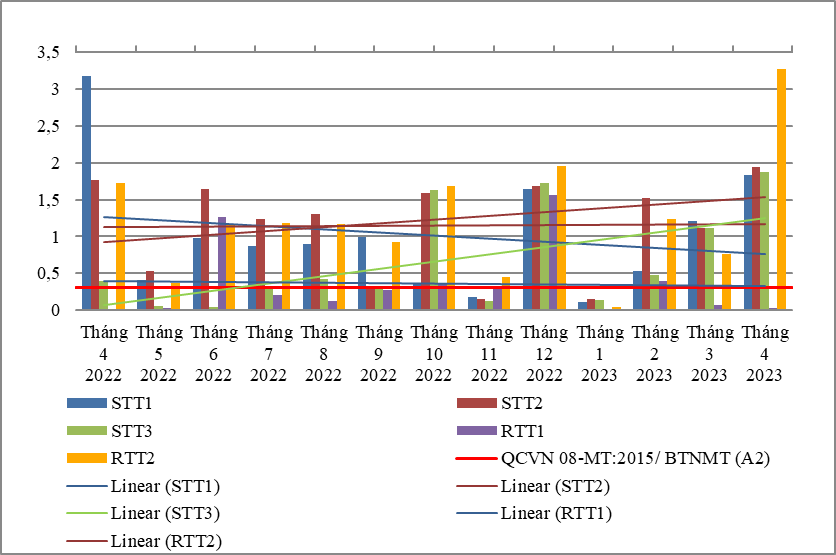 3,5
3
2,5
2
1,5
1
0,5
0
Tháng Tháng Tháng Tháng Tháng Tháng Tháng Tháng Tháng Tháng Tháng Tháng Tháng
4 5 6 7 8 9 10 11 12 1 2 3 4
2022 2022 2022 2022 2022 2022 2022 2022 2022 2023 2023 2023 2023
STT1 STT2
STT3 RTT1
RTT2 QCVN 08-MT:2015/ BTNMT (A2)
Linear (STT1) Linear (STT2)
Linear (STT3) Linear (RTT1)
Linear (RTT2)